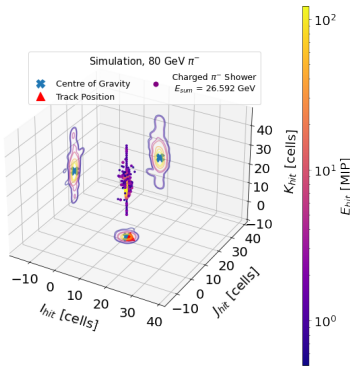 Simulation, 80 GeV π⁻
Centre of Gravity
Track Position
Charged π⁻ Shower
E_sum = 26.592 GeV
40
30
20
10
0
−10
K_hit [cells]
−10
0
10
20
30
40
I_hit [cells]
−10
0
10
20
30
40
J_hit [cells]
10²
10¹
10⁰
E_hit [MIP]